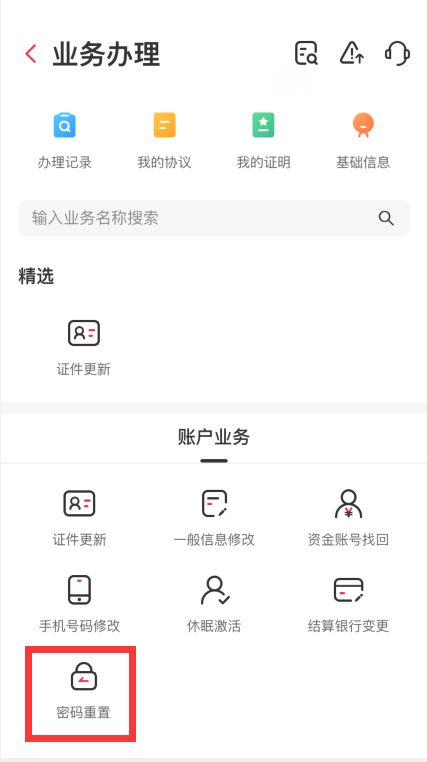 业务办理
办理记录 我的协议 我的证明 基础信息
输入业务名称搜索
精选
证件更新
账户业务
证件更新 一般信息修改 资金账号找回
手机号码修改 休眠激活 结算银行变更
密码重置